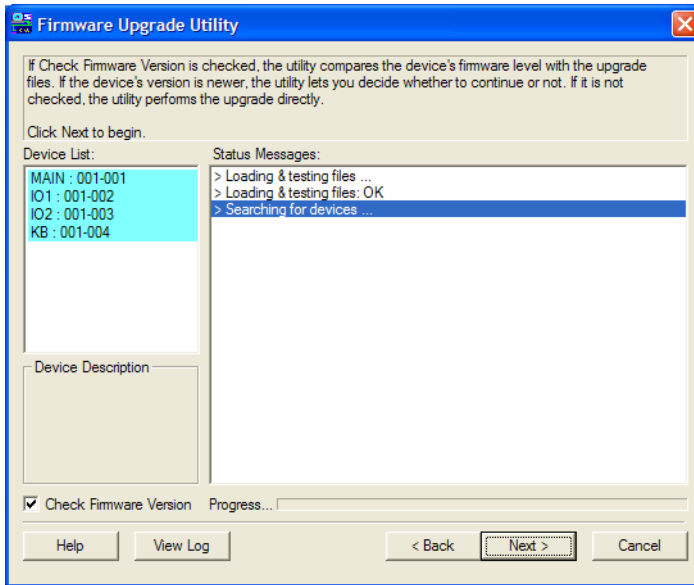 Firmware Upgrade Utility
If Check Firmware Version is checked, the utility compares the device's firmware level with the upgrade
files. If the device's version is newer, the utility lets you decide whether to continue or not. If it is not
checked, the utility performs the upgrade directly.
Click Next to begin.
Device List:
Status Messages:
MAIN : 001-001
IO1 : 001-002
IO2 : 001-003
KB : 001-004
> Loading & testing files ...
> Loading & testing files: OK
> Searching for devices ...
Device Description
Check Firmware Version
Progress...
Help
View Log
< Back
Next >
Cancel